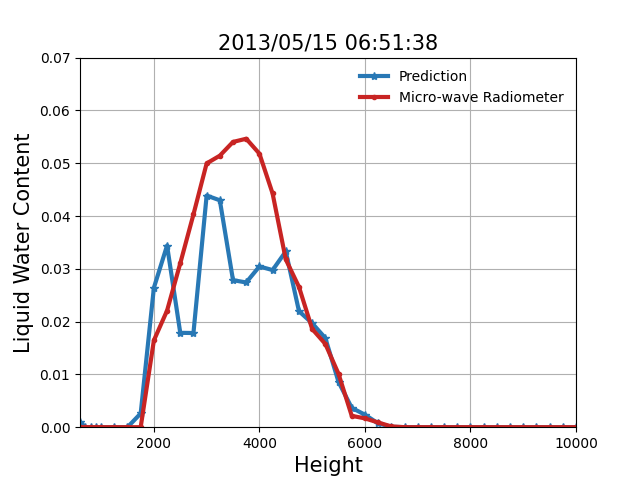 2013/05/15 06:51:38
Prediction
Micro-wave Radiometer
0.07
0.06
0.05
0.04
0.03
0.02
0.01
0.00
Liquid Water Content
2000 4000 6000 8000 10000
Height